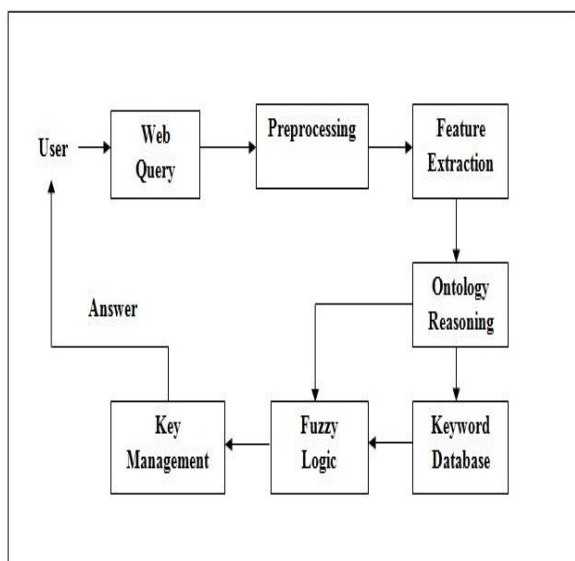 User
Web
Query
Preprocessing
Feature
Extraction
Ontology
Reasoning
Answer
Key
Management
Fuzzy
Logic
Keyword
Database